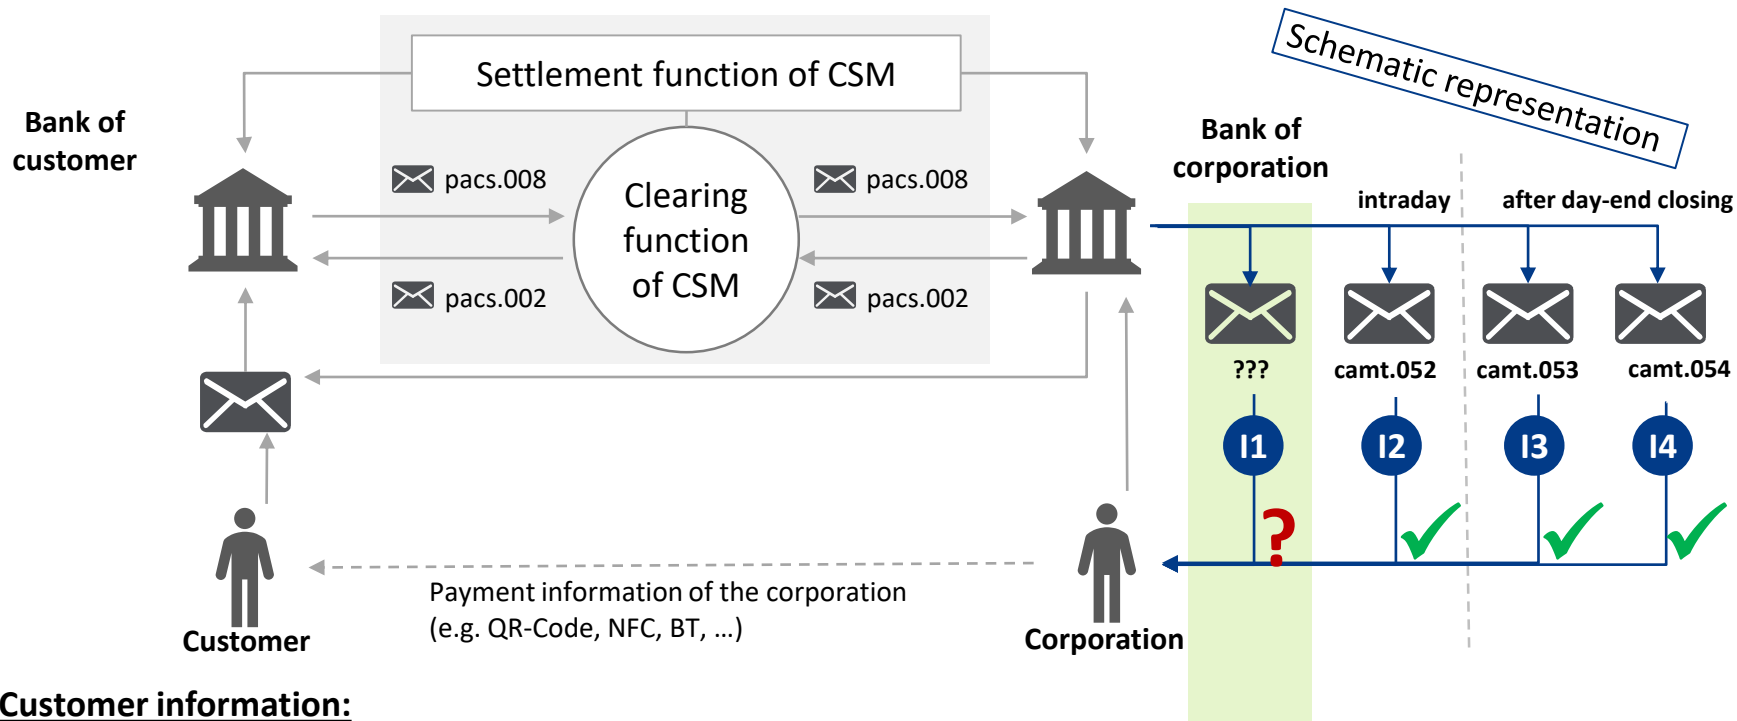 Settlement function of CSM
Schematic representation
Bank of
customer
Bank of
corporation
pacs.008
pacs.008
Clearing
function
of CSM
intraday
after day-end closing
pacs.002
pacs.002
???
camt.052
camt.053
camt.054
I1
I2
I3
I4
?
Payment information of the corporation
(e.g. QR-Code, NFC, BT, ...)
Customer
Corporation
Customer information: